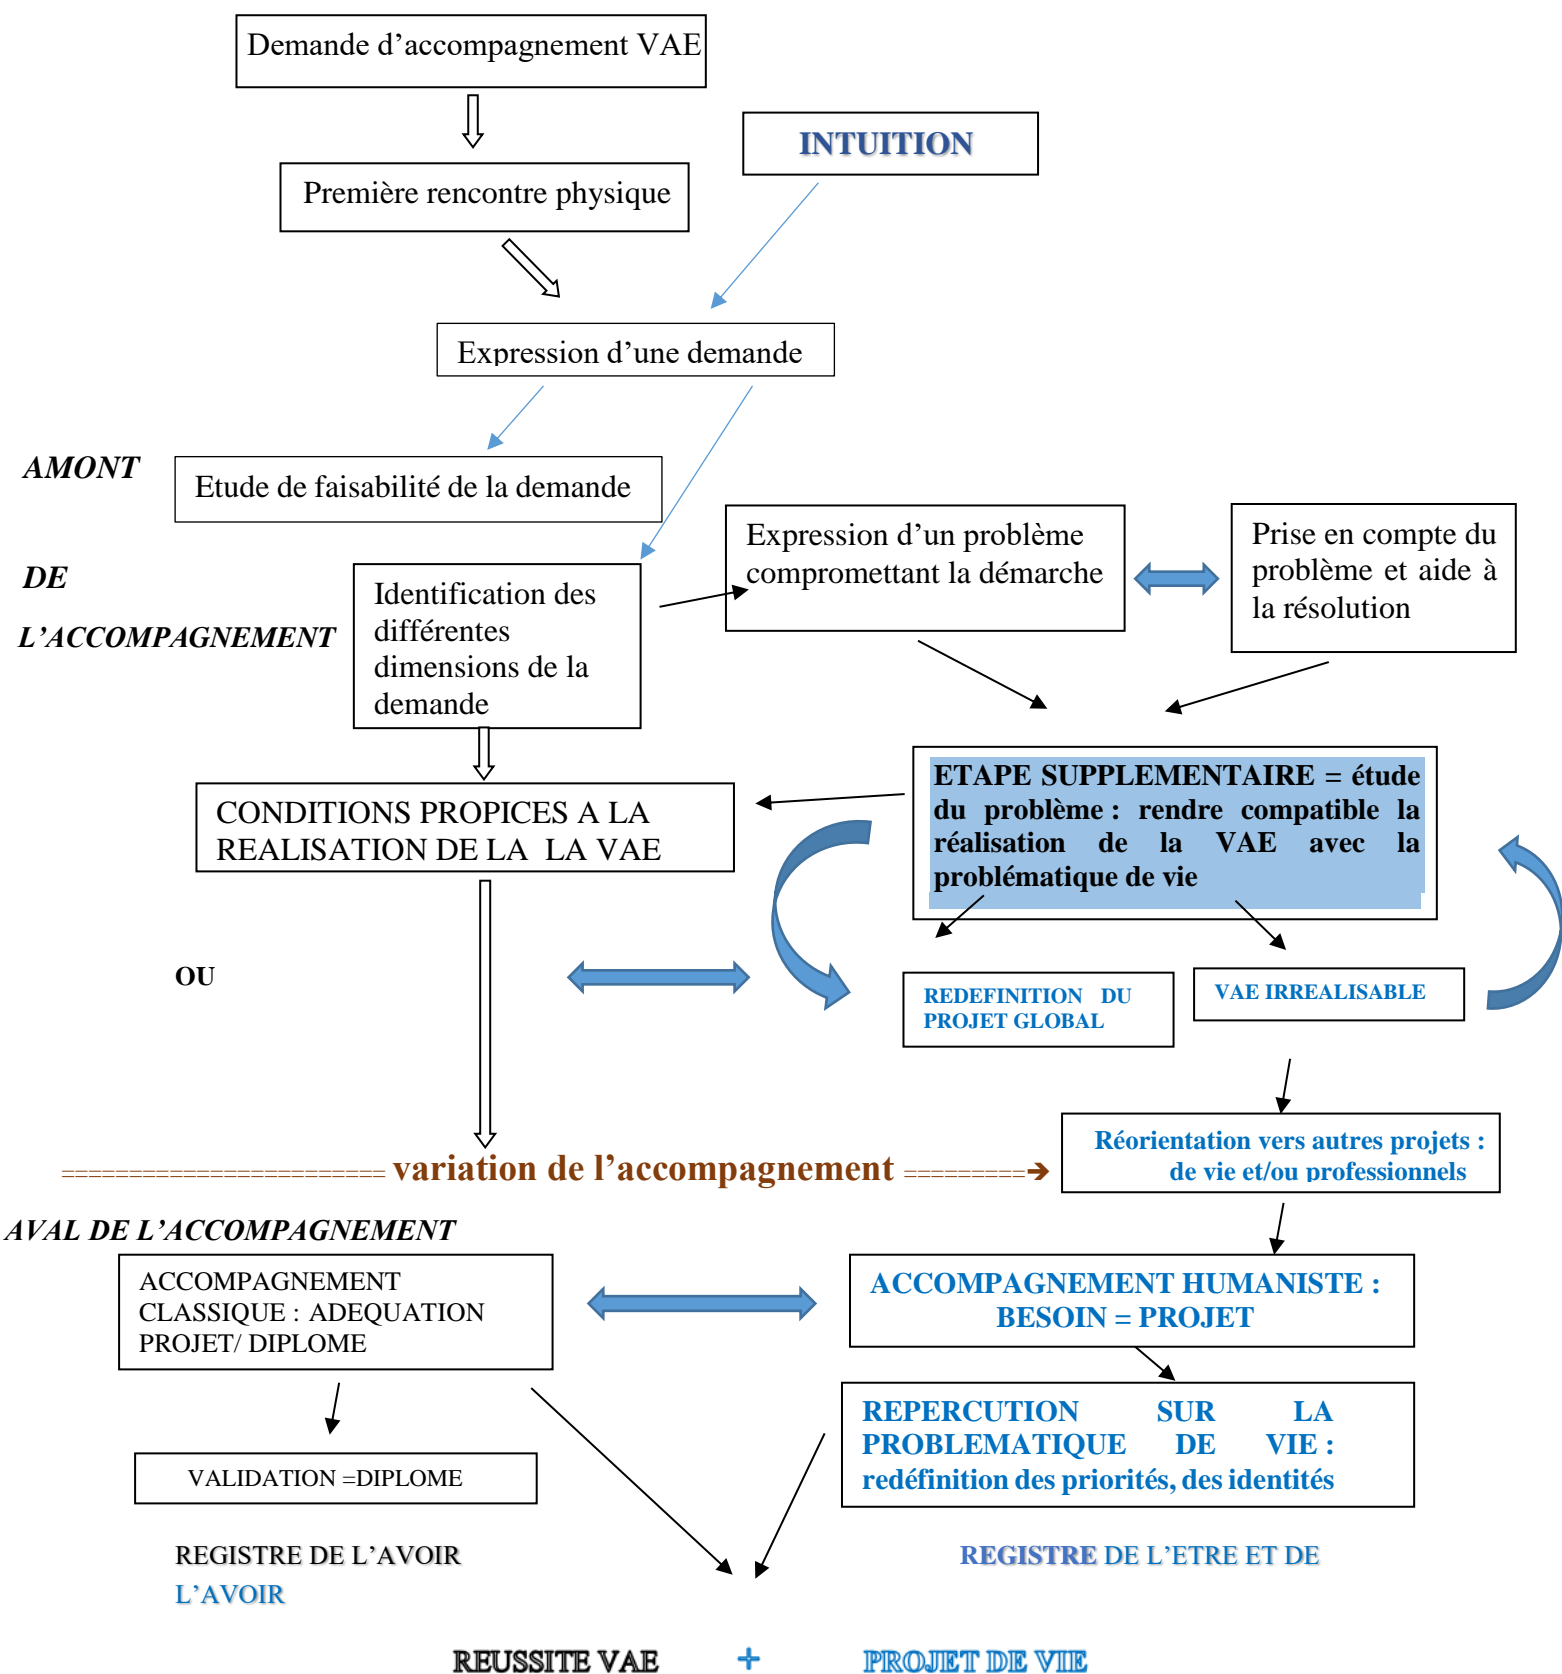 Demande d’accompagnement VAE
INTUITION
Première rencontre physique
Expression d’une demande
AMONT
Etude de faisabilité de la demande
Expression d’un problème
compromettant la démarche
Prise en compte du
problème et aide à
la résolution
DE
L’ACCOMPAGNEMENT
Identification des
différentes
dimensions de la
demande
ETAPE SUPPLEMENTAIRE = étude
du problème : rendre compatible la
réalisation de la VAE avec la
problématique de vie
CONDITIONS PROPICES A LA
REALISATION DE LA LA VAE
OU
REDEFINITION DU
PROJET GLOBAL
VAE IRREALISABLE
Réorientation vers autres projets :
de vie et/ou professionnels
======================== variation de l’accompagnement =========➔
AVAL DE L’ACCOMPAGNEMENT
ACCOMPAGNEMENT
CLASSIQUE : ADEQUATION
PROJET/ DIPLOME
ACCOMPAGNEMENT HUMANISTE :
BESOIN = PROJET
REPERCUTION SUR LA
PROBLEMATIQUE DE VIE :
redéfinition des priorités, des identités
VALIDATION =DIPLOME
REGISTRE DE L’AVOIR REGISTRE DE L’ETRE ET DE
L’AVOIR
REUSSITE VAE + PROJET DE VIE